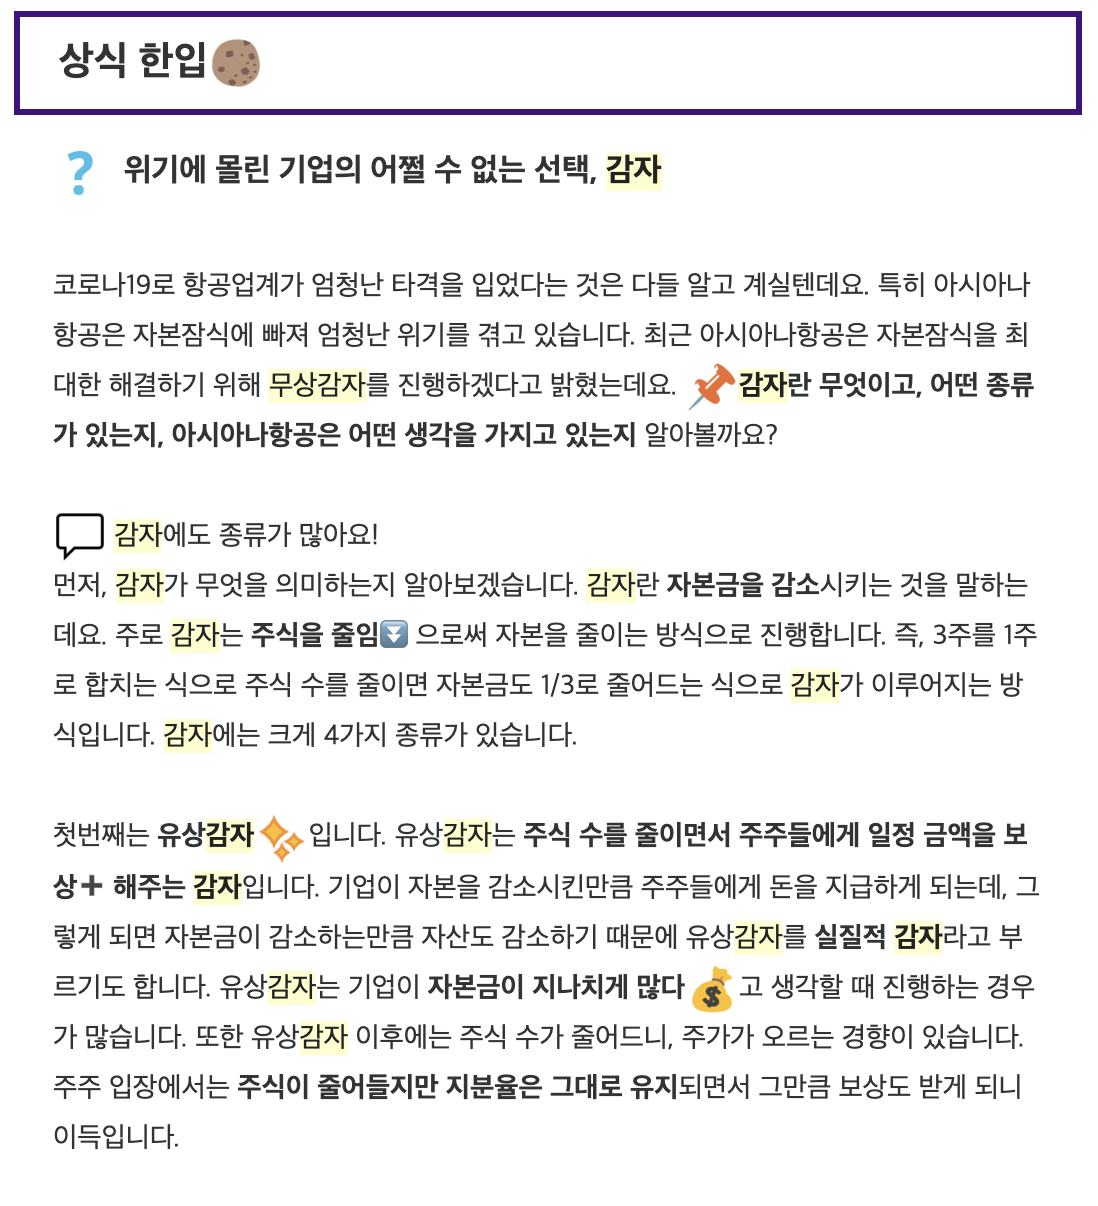 상식 한입
위기에 몰린 기업의 어쩔 수 없는 선택, 감자
코로나19로 항공업계가 엄청난 타격을 입었다는 것은 다들 알고 계실텐데요. 특히 아시아나
항공은 자본잠식에 빠져 엄청난 위기를 겪고 있습니다. 최근 아시아나항공은 자본잠식을 최
대한 해결하기 위해 무상감자를 진행하겠다고 밝혔는데요. 📌감자란 무엇이고, 어떤 종류
가 있는지, 아시아나항공은 어떤 생각을 가지고 있는지 알아볼까요?
감자에도 종류가 많아요!
먼저, 감자가 무엇을 의미하는지 알아보겠습니다. 감자란 자본금을 감소시키는 것을 말하는
데요. 주로 감자는 주식을 줄임⏬ 으로써 자본을 줄이는 방식으로 진행합니다. 즉, 3주를 1주
로 합치는 식으로 주식 수를 줄이면 자본금도 1/3로 줄어드는 식으로 감자가 이루어지는 방
식입니다. 감자에는 크게 4가지 종류가 있습니다.
첫번째는 유상감자✨입니다. 유상감자는 주식 수를 줄이면서 주주들에게 일정 금액을 보
상➕ 해주는 감자입니다. 기업이 자본을 감소시킨만큼 주주들에게 돈을 지급하게 되는데, 그
렇게 되면 자본금이 감소하는만큼 자산도 감소하기 때문에 유상감자를 실질적 감자라고 부
르기도 합니다. 유상감자는 기업이 자본금이 지나치게 많다💰고 생각할 때 진행하는 경우
가 많습니다. 또한 유상감자 이후에는 주식 수가 줄어드니, 주가가 오르는 경향이 있습니다.
주주 입장에서는 주식이 줄어들지만 지분율은 그대로 유지되면서 그만큼 보상도 받게 되니
이득입니다.